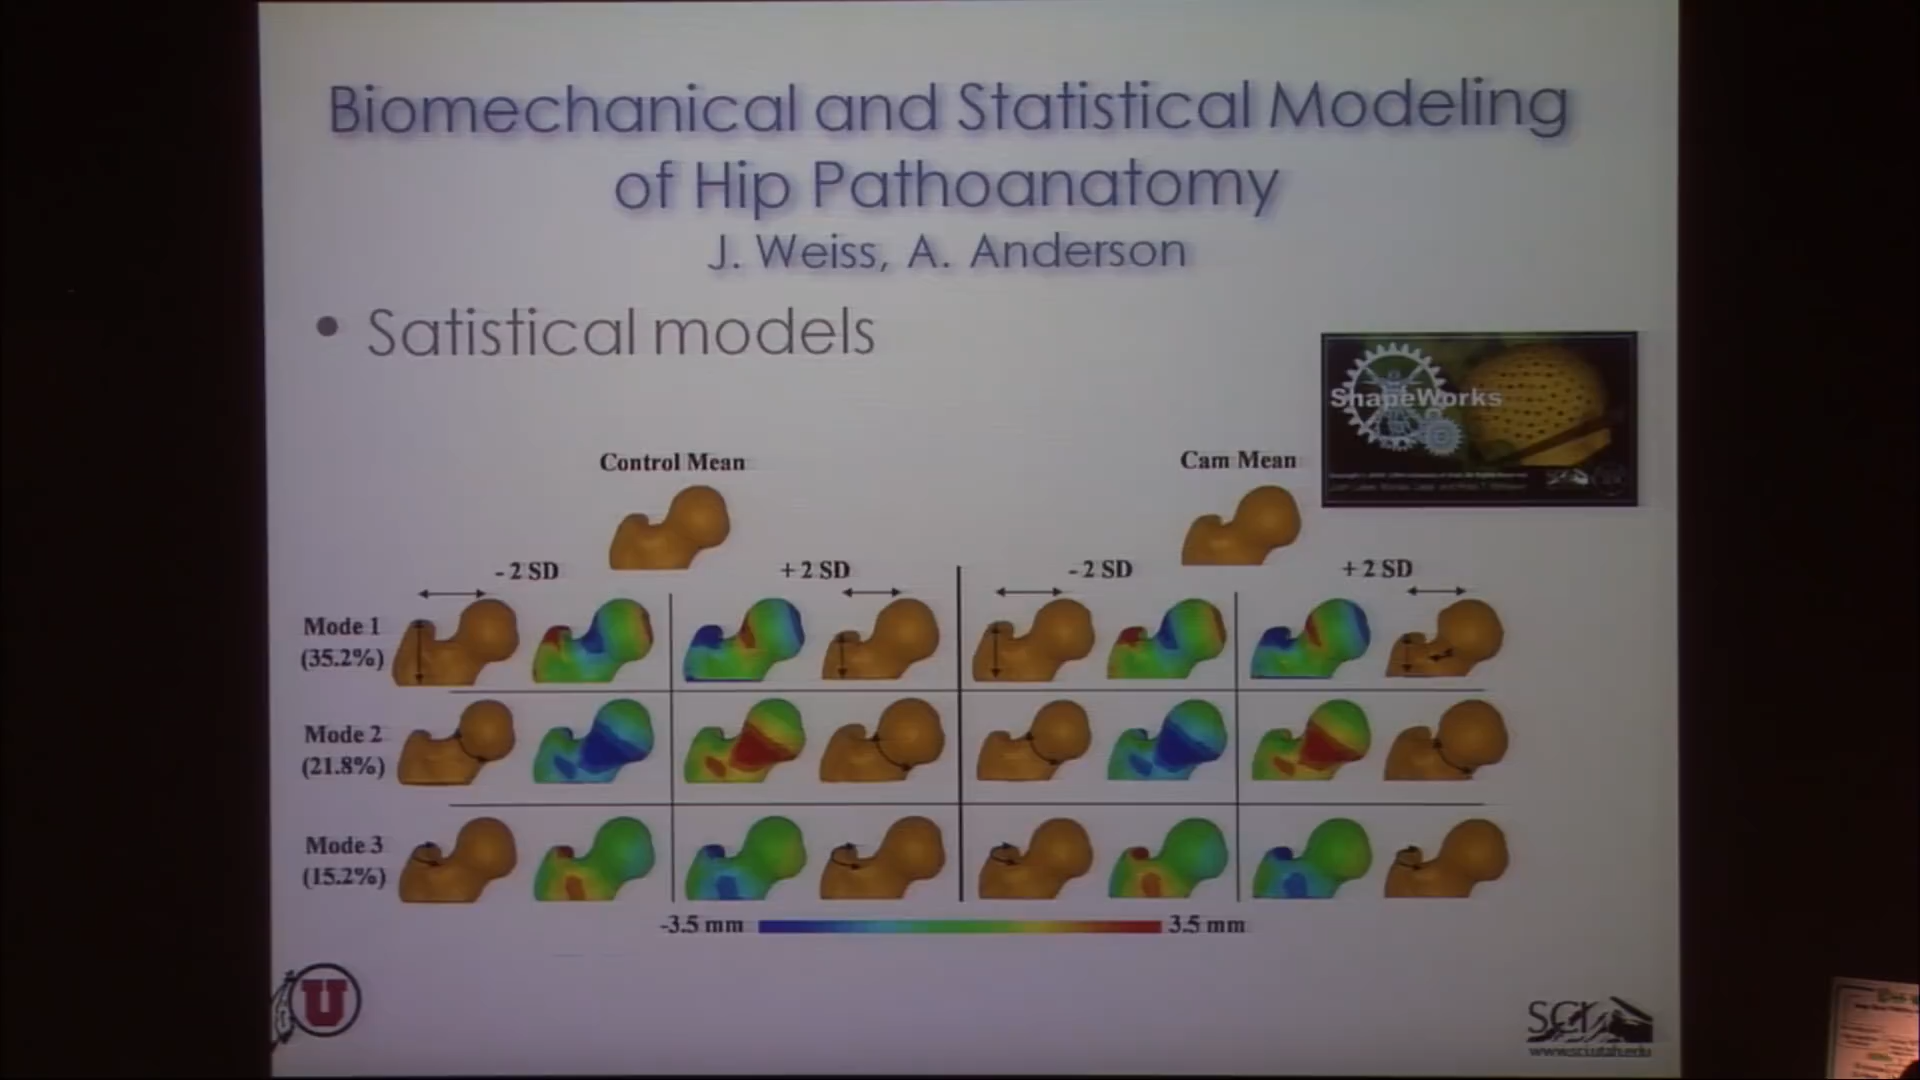 Biomechanical and Statistical Modeling
of Hip Pathoanatomy
J. Weiss, A. Anderson
• Satistical models
ShapeWorks
Control Mean
Cam Mean
- 2 SD
+ 2 SD
- 2 SD
+ 2 SD
Mode 1
(35.2%)
Mode 2
(21.8%)
Mode 3
(15.2%)
-3.5 mm
3.5 mm
U
SCI
www.sci.utah.edu